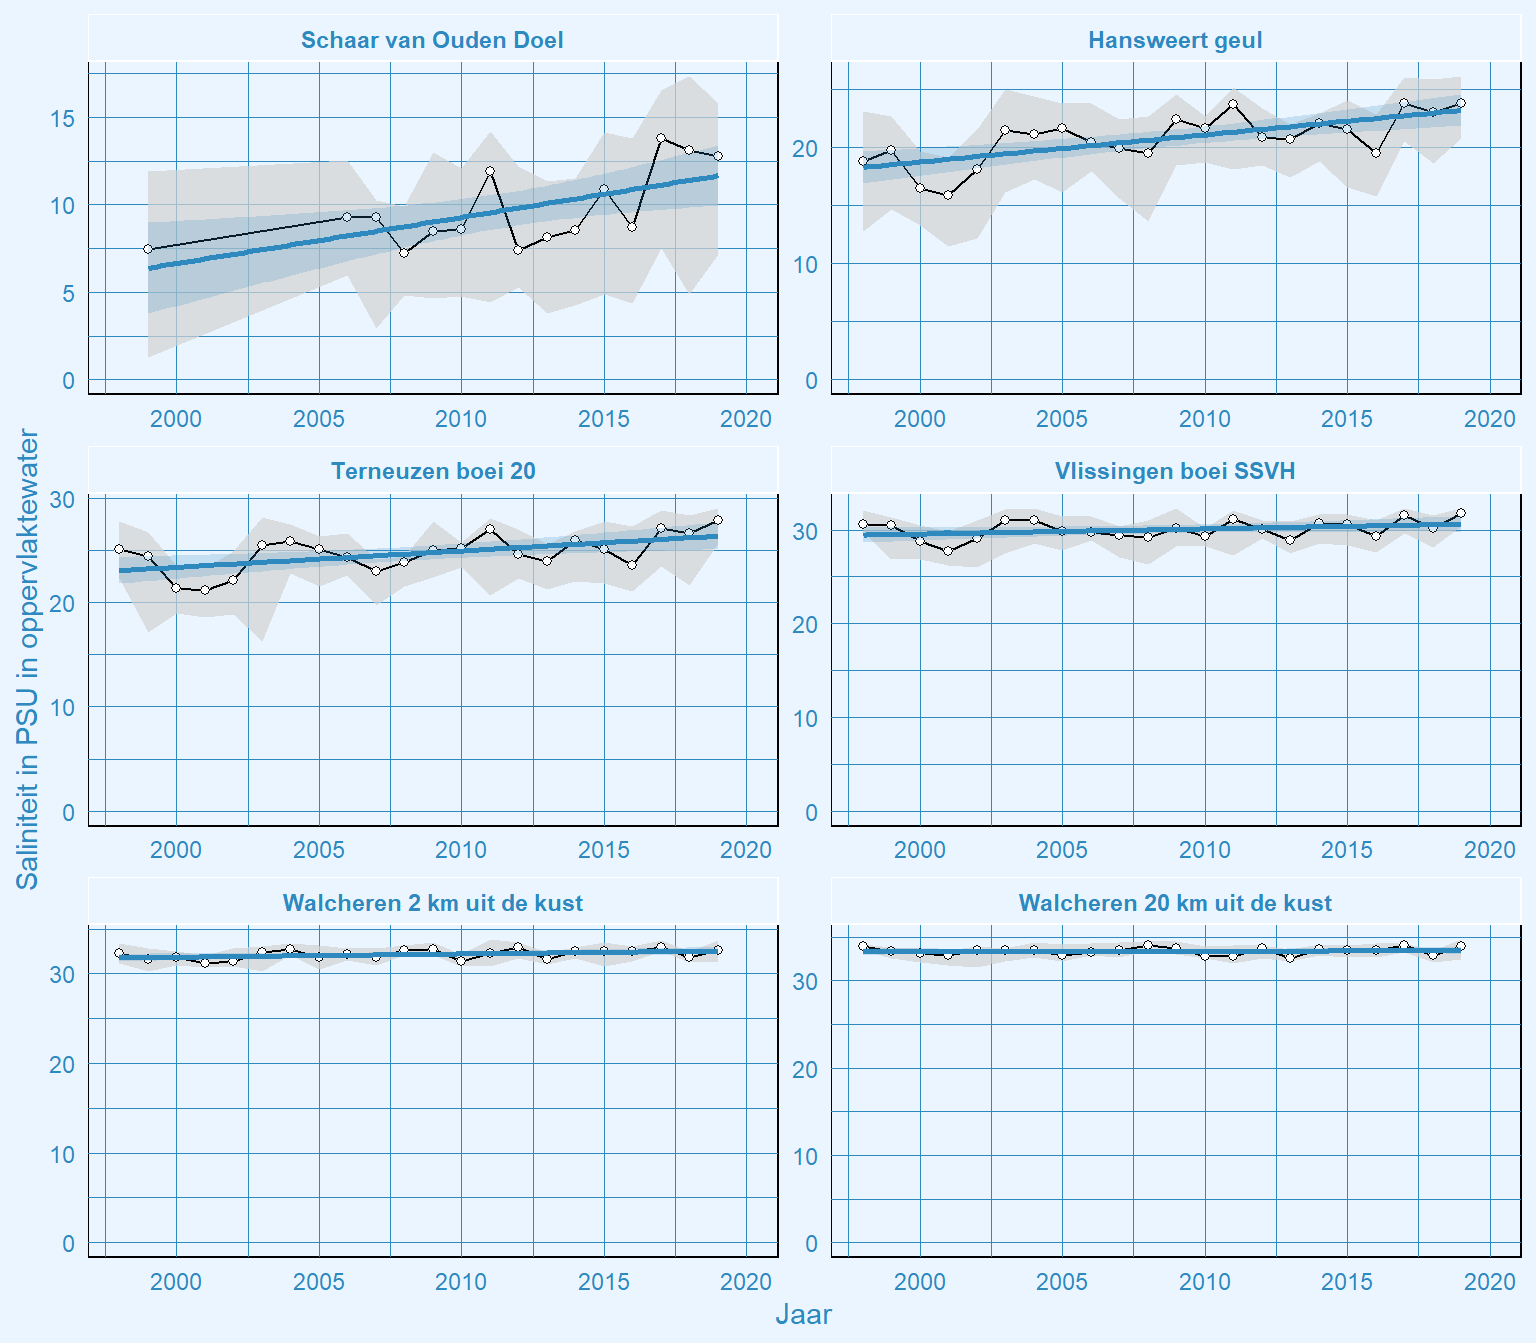 Schaar van Ouden Doel
Hansweert geul
15
10
5
0
20
10
0
2000 2005 2010 2015 2020
2000 2005 2010 2015 2020
Terneuzen boei 20
Vlissingen boei SSVH
30
20
10
0
30
20
10
0
2000 2005 2010 2015 2020
2000 2005 2010 2015 2020
Walcheren 2 km uit de kust
Walcheren 20 km uit de kust
30
20
10
0
30
20
10
0
2000 2005 2010 2015 2020
2000 2005 2010 2015 2020
Saliniteit in PSU in oppervlaktewater
Jaar